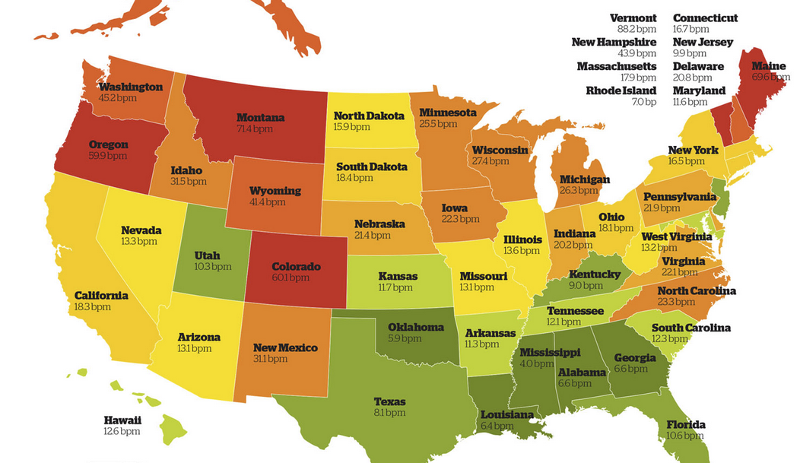 Vermont
88.2 bpm
Connecticut
16.7 bpm
New Hampshire
43.9 bpm
New Jersey
9.9 bpm
Massachusetts
17.9 bpm
Delaware
20.8 bpm
Rhode Island
7.0 bp
Maryland
11.6 bpm
Maine
69.6 bpm
Washington
45.2 bpm
Montana
71.4 bpm
North Dakota
15.9 bpm
Minnesota
25.5 bpm
Oregon
59.9 bpm
Idaho
31.5 bpm
Wisconsin
27.4 bpm
New York
16.5 bpm
South Dakota
18.4 bpm
Michigan
26.3 bpm
Wyoming
41.4 bpm
Pennsylvania
21.9 bpm
Iowa
22.3 bpm
Nebraska
21.4 bpm
Ohio
18.1 bpm
Nevada
13.3 bpm
Illinois
13.6 bpm
Indiana
20.2 bpm
West Virginia
13.2 bpm
Utah
10.3 bpm
Virginia
22.1 bpm
Colorado
60.1 bpm
Kansas
11.7 bpm
Missouri
13.1 bpm
Kentucky
9.0 bpm
California
18.3 bpm
North Carolina
23.3 bpm
Tennessee
12.1 bpm
Oklahoma
5.9 bpm
South Carolina
12.3 bpm
Arizona
13.1 bpm
Arkansas
11.3 bpm
New Mexico
31.1 bpm
Mississippi
4.0 bpm
Georgia
6.6 bpm
Alabama
6.6 bpm
Texas
8.1 bpm
Louisiana
6.4 bpm
Hawaii
12.6 bpm
Florida
10.6 bpm